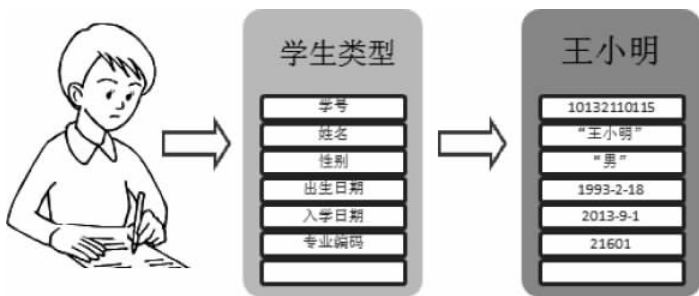 学生类型
学号
姓名
性别
出生日期
入学日期
专业编码
王小明
10132110115
“王小明”
“男”
1993-2-18
2013-9-1
21601